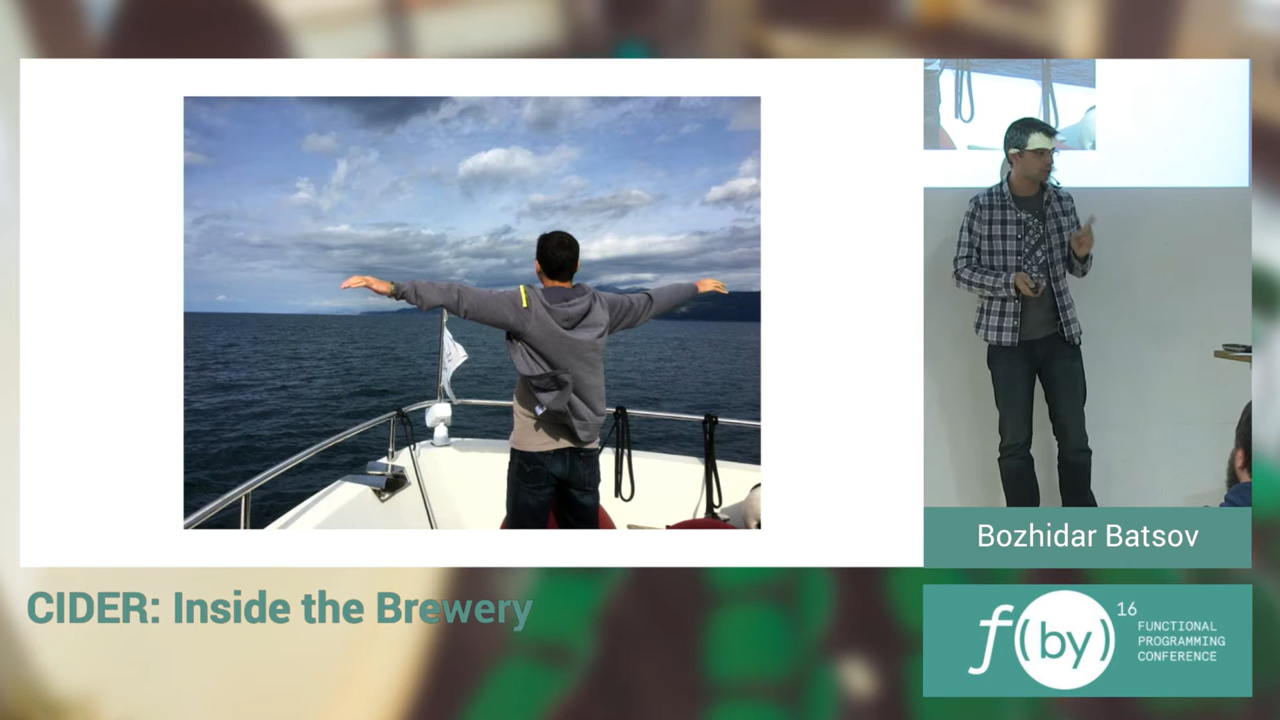 Bozhidar Batsov
CIDER: Inside the Brewery
f(by) 16
FUNCTIONAL
PROGRAMMING
CONFERENCE